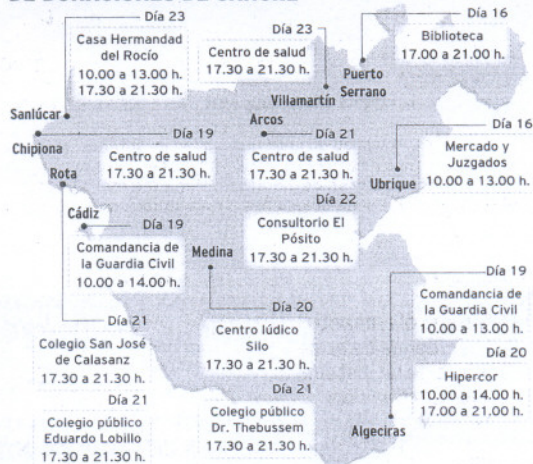 Día 23
Casa Hermandad
del Rocío
10.00 a 13.00 h.
17.30 a 21.30 h.
Sanlúcar
Día 23
Centro de salud
17.30 a 21.30 h.
Villamartín
Día 16
Biblioteca
17.00 a 21.00 h.
Puerto
Serrano
Chipiona
Día 19
Centro de salud
17.30 a 21.30 h.
Arcos
Día 21
Centro de salud
17.30 a 21.30 h.
Día 22
Consultorio El
Pósito
17.30 a 21.30 h.
Día 16
Mercado y
Juzgados
10.00 a 13.00 h.
Ubrique
Rota
Cádiz
Día 19
Comandancia de
la Guardia Civil
10.00 a 14.00 h.
Medina
Día 20
Centro lúdico
Silo
17.30 a 21.30 h.
Día 21
Colegio público
Dr. Thebussem
17.30 a 21.30 h.
Día 21
Colegio San José
de Calasanz
17.30 a 21.30 h.
Día 21
Colegio público
Eduardo Lobillo
17.30 a 21.30 h.
Día 19
Comandancia de
la Guardia Civil
10.00 a 13.00 h.
Día 20
Hipercor
10.00 a 14.00 h.
17.00 a 21.00 h.
Algeciras